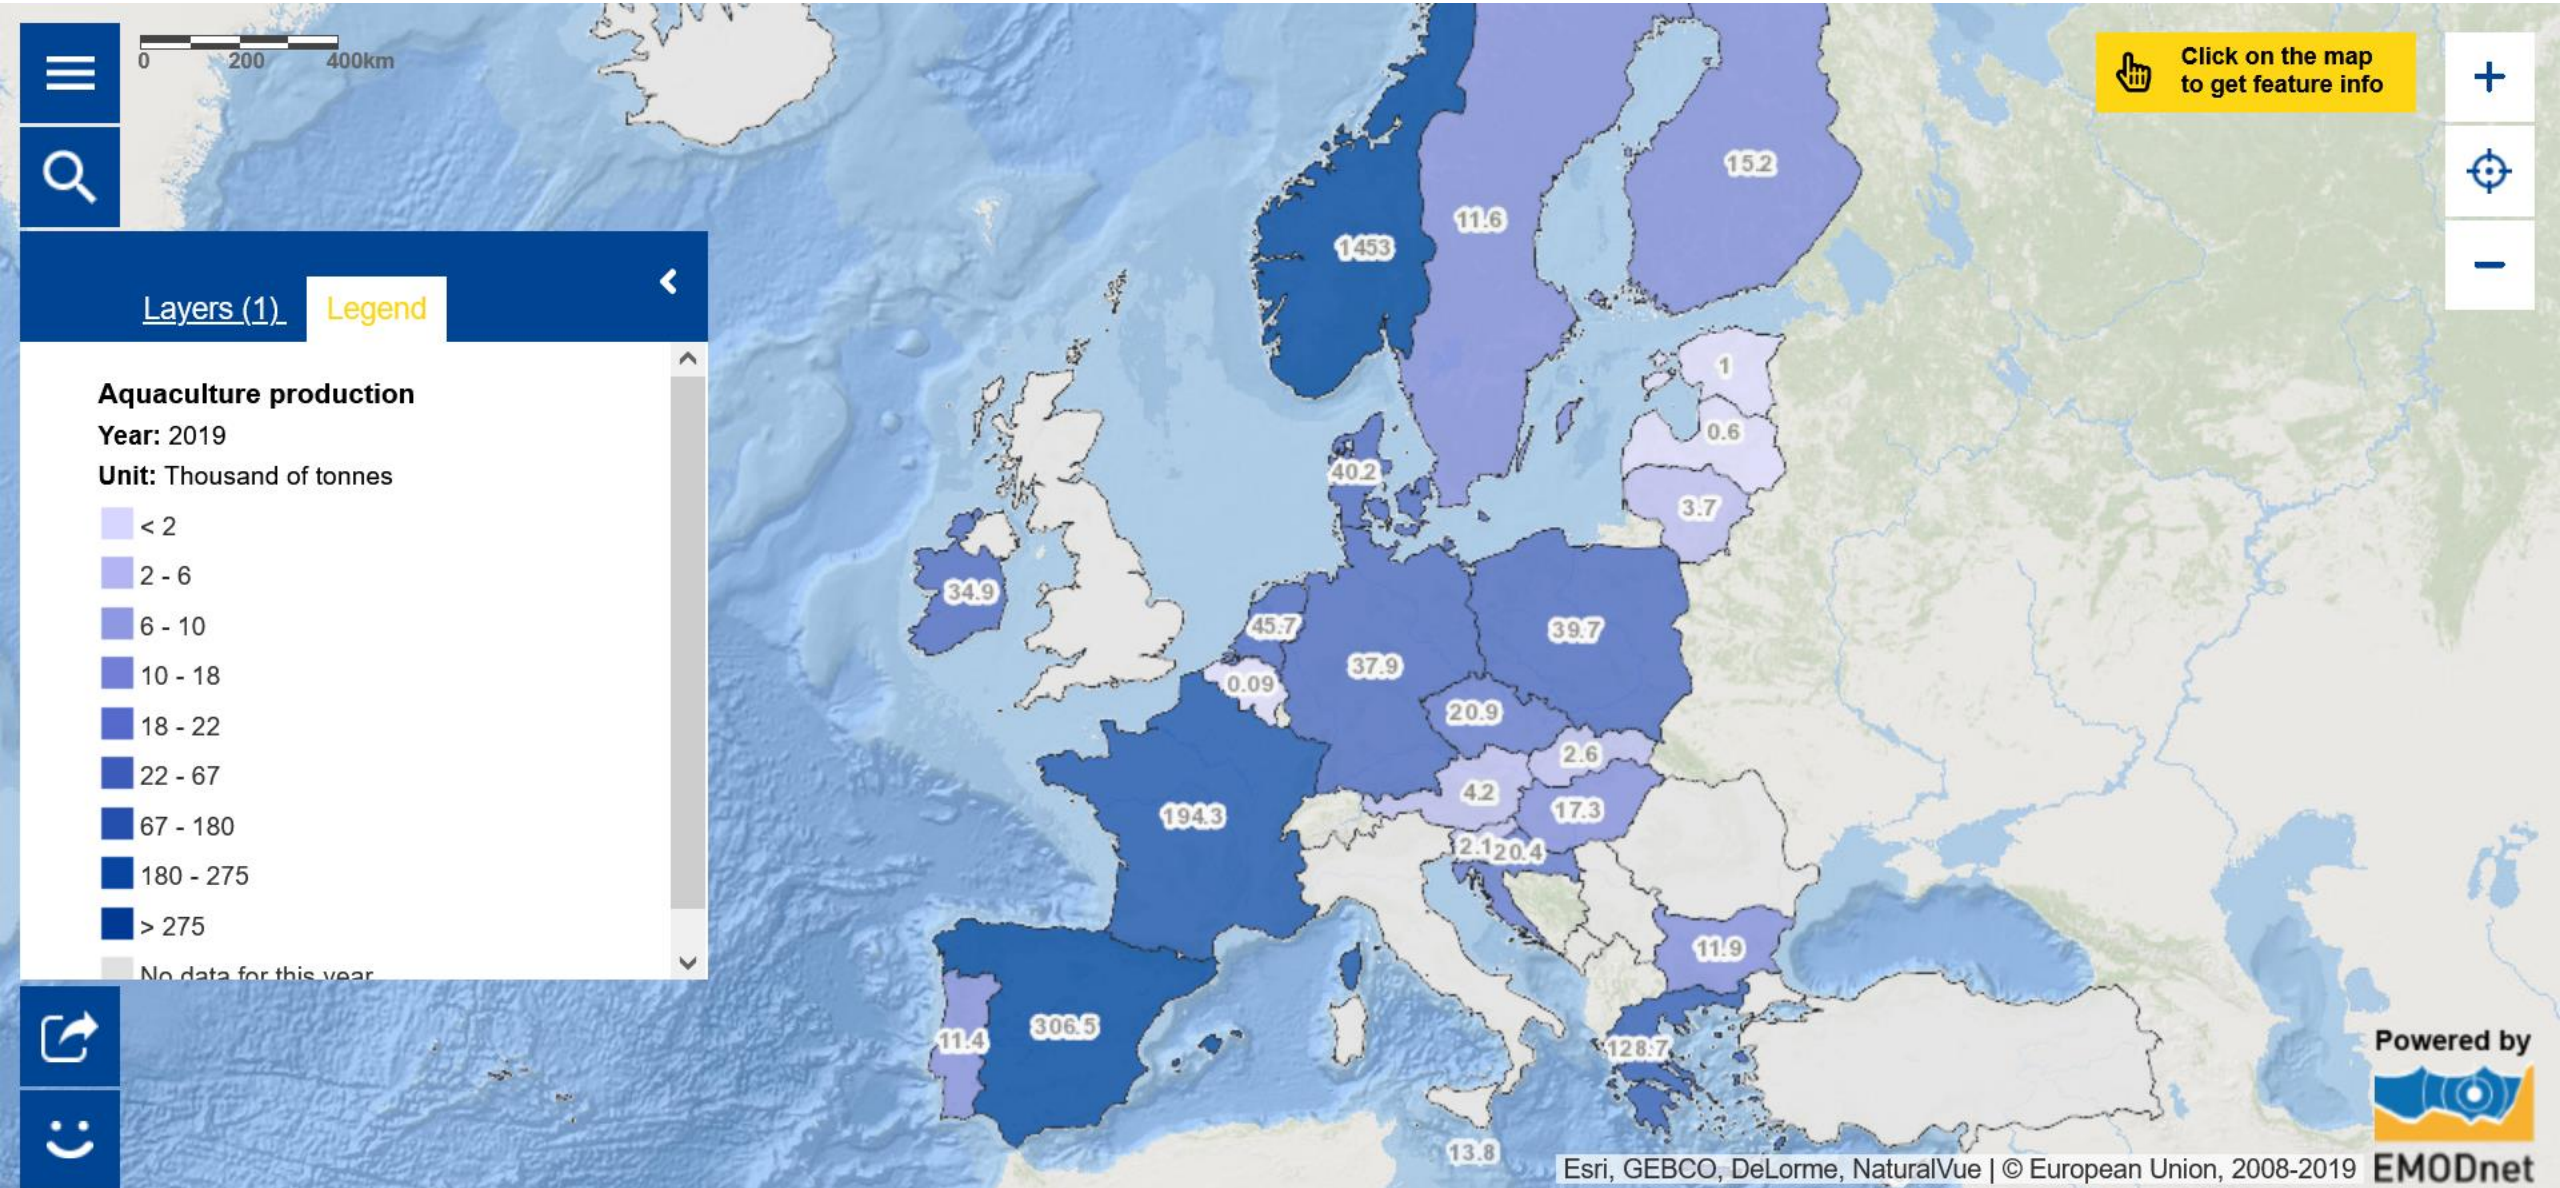 0 200 400km
Click on the map
to get feature info
+
−
Layers (1)
Legend
Aquaculture production
Year: 2019
Unit: Thousand of tonnes
< 2
2 - 6
6 - 10
10 - 18
18 - 22
22 - 67
67 - 180
180 - 275
> 275
No data for this year
15.2
11.6
1453
1
0.6
40.2
3.7
34.9
45.7
39.7
37.9
0.09
20.9
2.6
4.2
17.3
194.3
2.1
20.4
11.9
306.5
11.4
128.7
13.8
Powered by
EMODnet
Esri, GEBCO, DeLorme, NaturalVue | © European Union, 2008-2019